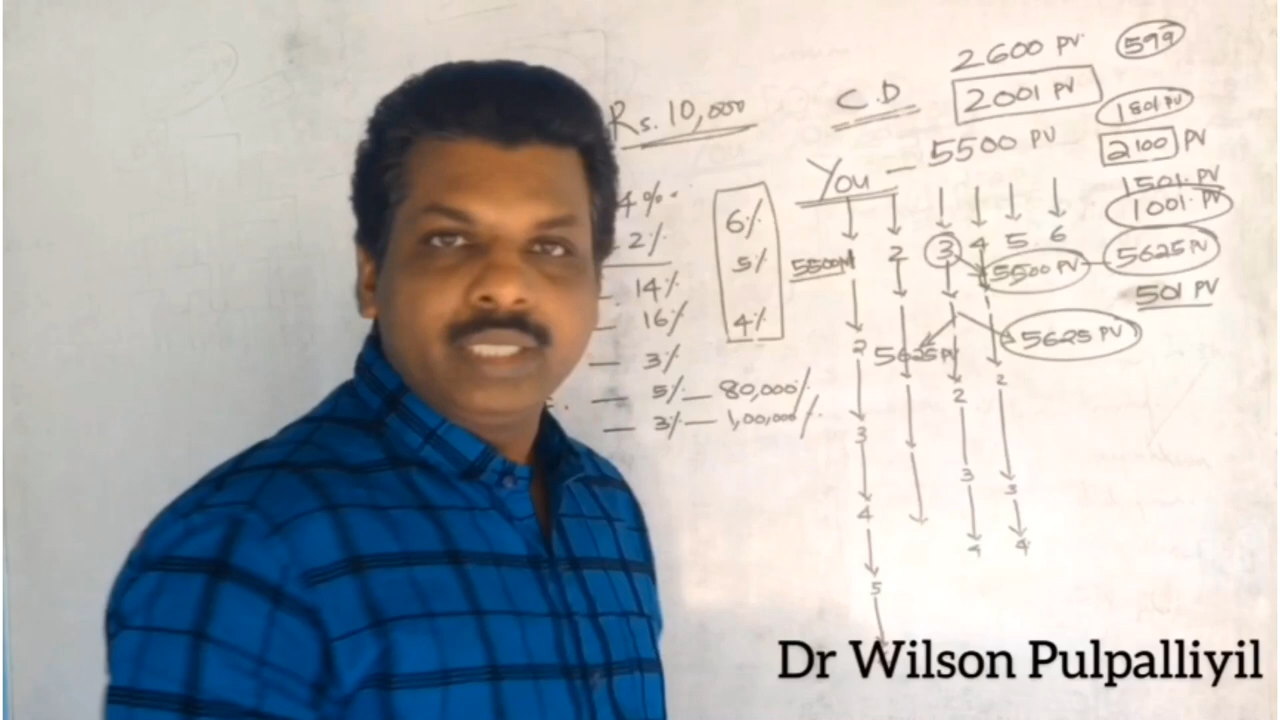 Rs. 10,000
4%.
2%
14%
16%
3%
5% — 80,000/.
3% — 1,00,000/.
6%
5%
4%
C.D
2600 PV
599
2001 PV
1801 PV
You — 5500 PV
2100 PV
1501. PV
1001. PV
2 3 4 5. 6
5500 PV
5500 PV — 5625 PV
501 PV
5625 PV
5625 PV
2
2
2
3
3
3
4
4
4
5
Dr Wilson Pulpalliyil